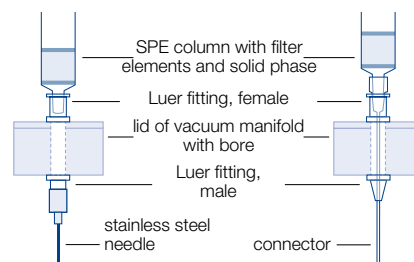 SPE column with filter
elements and solid phase
Luer fitting, female
lid of vacuum manifold
with bore
Luer fitting,
male
stainless steel
needle
connector